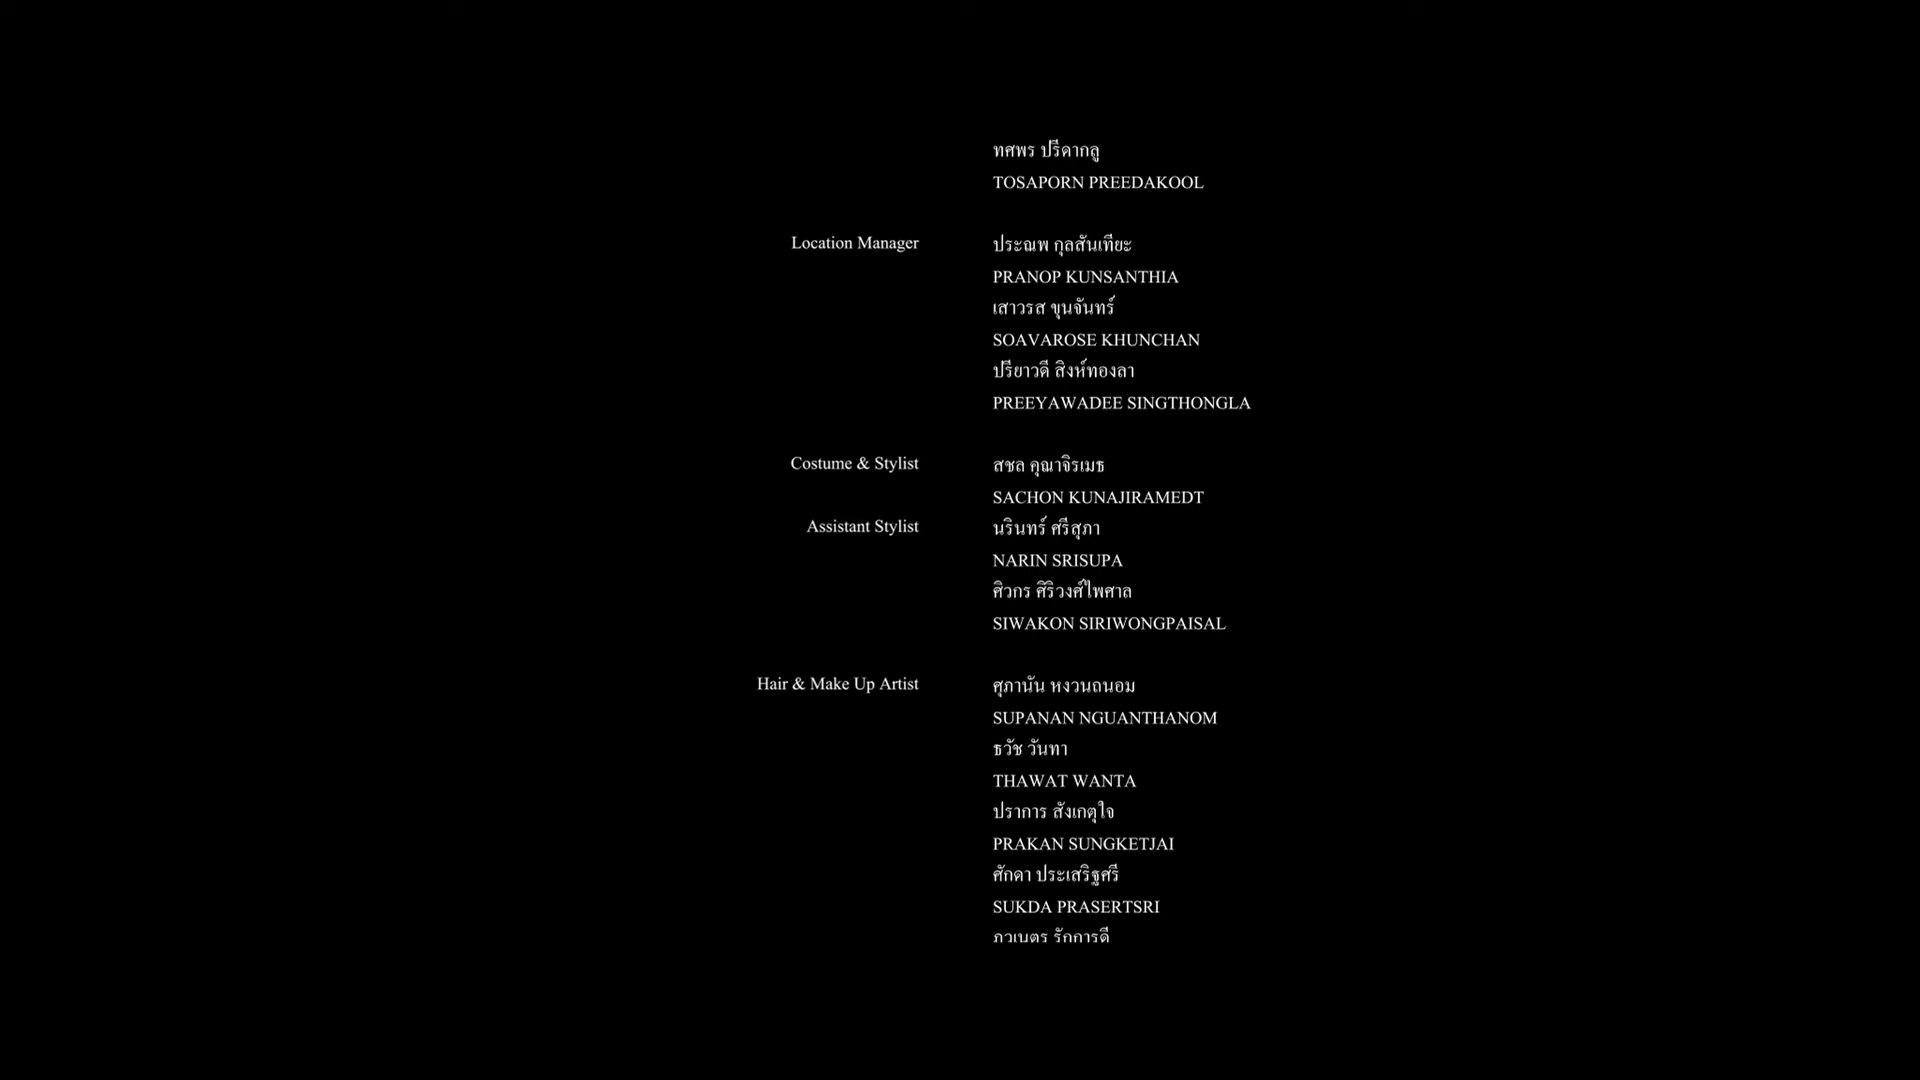 ทศพร ปรีดากลู
TOSAPORN PREEDAKOOL
Location Manager ประณพ กุลสันเทียะ
PRANOP KUNSANTHIA
เสาวรส ขุนจันทร์
SOAVAROSE KHUNCHAN
ปรียาวดี สิงห์ทองลา
PREEYAWADEE SINGTHONGLA
Costume & Stylist สชล คุณาจิรเมธ
SACHON KUNAJIRAMEDT
Assistant Stylist นรินทร์ ศรีสุภา
NARIN SRISUPA
ศิวกร ศิริวงศ์ไพศาล
SIWAKON SIRIWONGPAISAL
Hair & Make Up Artist ศุภานัน หงวนถนอม
SUPANAN NGUANTHANOM
ธวัช วันทา
THAWAT WANTA
ปราการ สังเกตุใจ
PRAKAN SUNGKETJAI
ศักดา ประเสริฐศรี
SUKDA PRASERTSRI
รักการดี